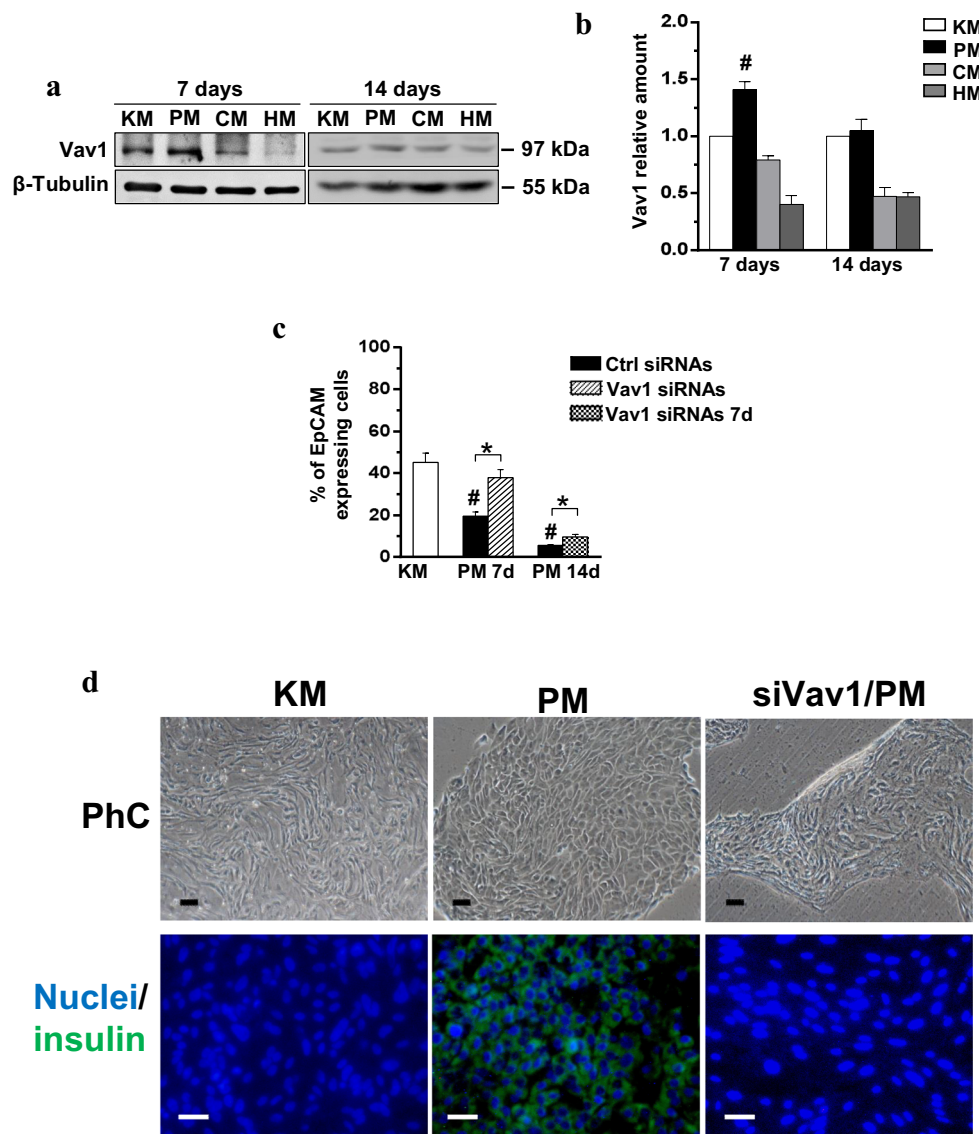 a
7 days
14 days
KM PM CM HM
KM PM CM HM
Vav1
– 97 kDa
β-Tubulin
– 55 kDa
b
Vav1 relative amount
2.0
1.5
1.0
0.5
0.0
#
7 days
14 days
KM
PM
CM
HM
c
% of EpCAM
expressing cells
100
80
60
40
20
0
#
*
#
*
KM
PM 7d
PM 14d
Ctrl siRNAs
Vav1 siRNAs
Vav1 siRNAs 7d
d
KM
PM
siVav1/PM
PhC
Nuclei/
insulin